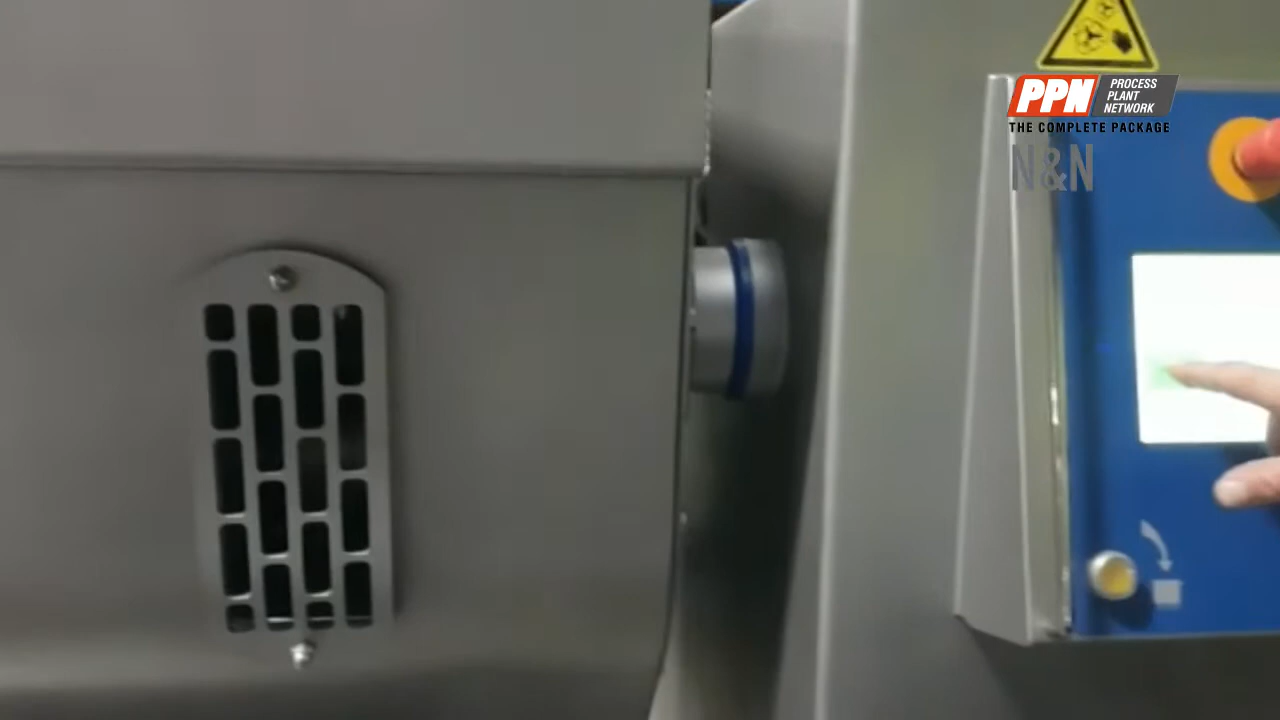 PPN
PROCESS
PLANT
NETWORK
THE COMPLETE PACKAGE
N&N